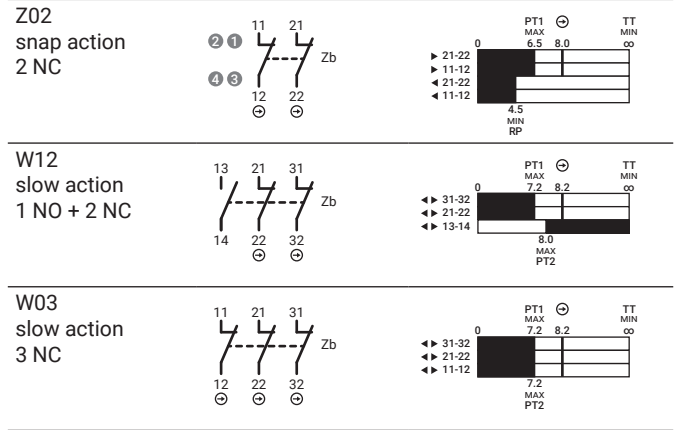 Z02
snap action
2 NC
11 21
2 1
Zb
4 3
12 22
PT1 TT
MAX MIN
0 6.5 8.0 ∞
▶ 21-22
▶ 11-12
◀ 21-22
◀ 11-12
4.5
MIN
RP
W12
slow action
1 NO + 2 NC
13 21 31
Zb
14 22 32
PT1 TT
MAX MIN
0 7.2 8.2 ∞
◀▶ 31-32
◀▶ 21-22
◀▶ 13-14
8.0
MAX
PT2
W03
slow action
3 NC
11 21 31
Zb
12 22 32
PT1 TT
MAX MIN
0 7.2 8.2 ∞
◀▶ 31-32
◀▶ 21-22
◀▶ 11-12
7.2
MAX
PT2